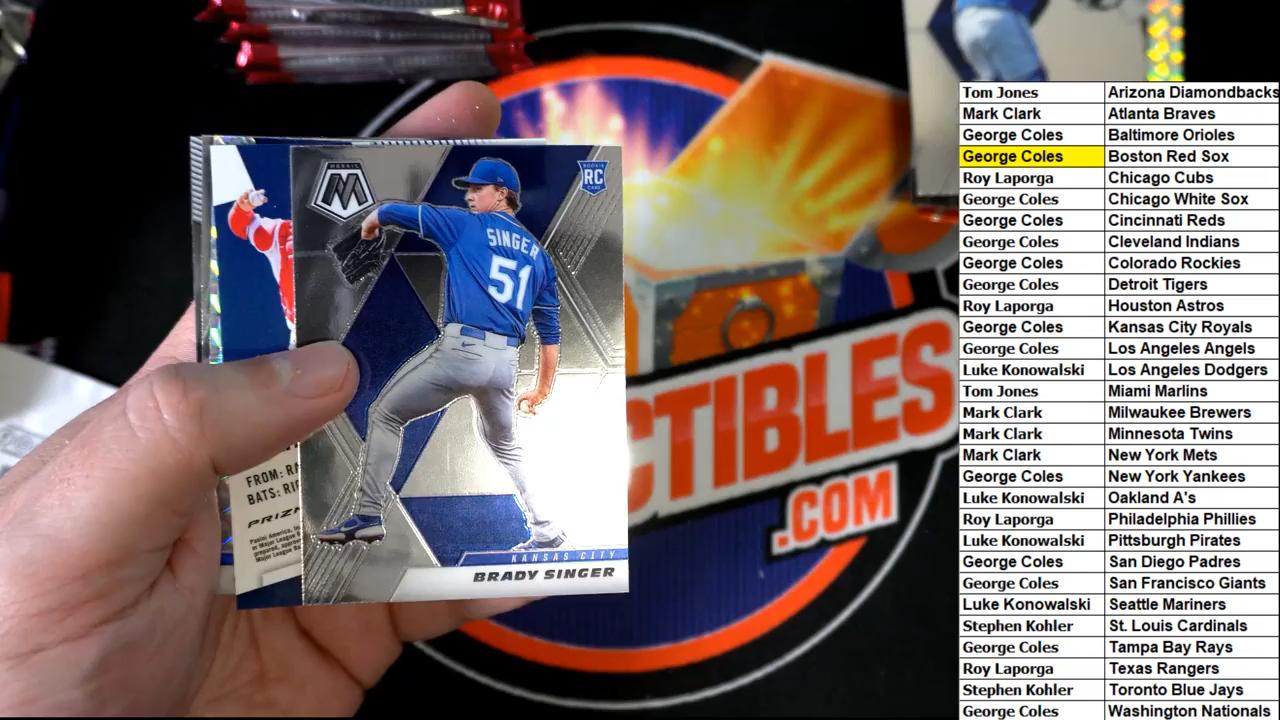 MOSAIC
M
ROOKIE
RC
CARD
SINGER
51
KANSAS CITY
BRADY SINGER
FROM: RA
BATS: RI
PRIZM
Panini America, In
CTIBLES
.COM
Tom Jones Arizona Diamondbacks
Mark Clark Atlanta Braves
George Coles Baltimore Orioles
George Coles Boston Red Sox
Roy Laporga Chicago Cubs
George Coles Chicago White Sox
George Coles Cincinnati Reds
George Coles Cleveland Indians
George Coles Colorado Rockies
George Coles Detroit Tigers
Roy Laporga Houston Astros
George Coles Kansas City Royals
George Coles Los Angeles Angels
Luke Konowalski Los Angeles Dodgers
Tom Jones Miami Marlins
Mark Clark Milwaukee Brewers
Mark Clark Minnesota Twins
Mark Clark New York Mets
George Coles New York Yankees
Luke Konowalski Oakland A's
Roy Laporga Philadelphia Phillies
Luke Konowalski Pittsburgh Pirates
George Coles San Diego Padres
George Coles San Francisco Giants
Luke Konowalski Seattle Mariners
Stephen Kohler St. Louis Cardinals
George Coles Tampa Bay Rays
Roy Laporga Texas Rangers
Stephen Kohler Toronto Blue Jays
George Coles Washington Nationals